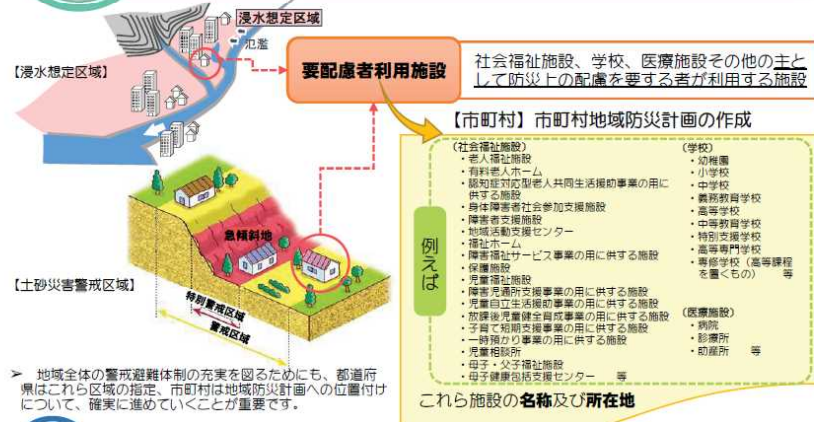 浸水想定区域
氾濫
【浸水想定区域】
要配慮者利用施設
社会福祉施設、学校、医療施設その他の主と
して防災上の配慮を要する者が利用する施設
【市町村】市町村地域防災計画の作成
例えば
（社会福祉施設）
・老人福祉施設
・有料老人ホーム
・認知症対応型老人共同生活援助事業の用に
供する施設
・身体障害者社会参加支援施設
・障害者支援施設
・地域活動支援センター
・福祉ホーム
・障害福祉サービス事業の用に供する施設
・保護施設
・児童福祉施設
・障害児通所支援事業の用に供する施設
・児童自立生活援助事業の用に供する施設
・放課後児童健全育成事業の用に供する施設
・子育て短期支援事業の用に供する施設
・一時預かり事業の用に供する施設
・児童相談所
・母子・父子福祉施設
・母子健康包括支援センター　等
（学校）
・幼稚園
・小学校
・中学校
・義務教育学校
・高等学校
・中等教育学校
・特別支援学校
・高等専門学校
・専修学校（高等課程
を置くもの）　等
（医療施設）
・病院
・診療所
・助産所　等
これら施設の名称及び所在地
急傾斜地
【土砂災害警戒区域】
特別警戒区域
警戒区域
➢ 地域全体の警戒避難体制の充実を図るためにも、都道府
県はこれら区域の指定、市町村は地域防災計画への位置付け
について、確実に進めていくことが重要です。